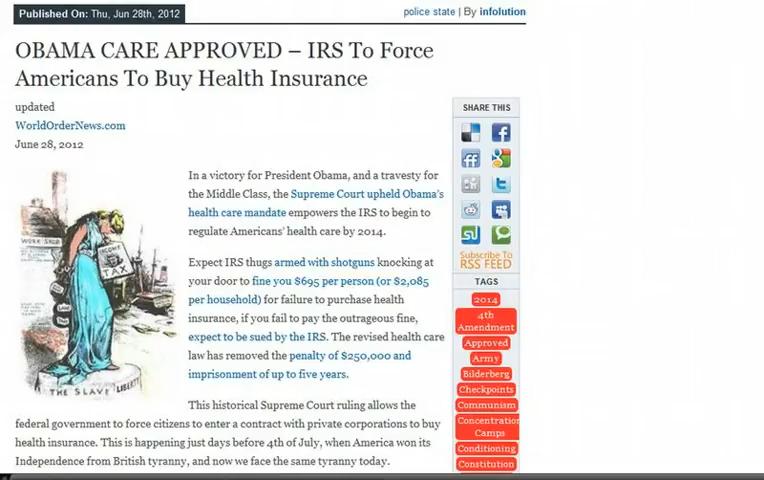 Published On: Thu, Jun 28th, 2012
police state | By infolution
OBAMA CARE APPROVED – IRS To Force
Americans To Buy Health Insurance
updated
WorldOrderNews.com
June 28, 2012
In a victory for President Obama, and a travesty for
the Middle Class, the Supreme Court upheld Obama's
health care mandate empowers the IRS to begin to
regulate Americans' health care by 2014.
Expect IRS thugs armed with shotguns knocking at
your door to fine you $695 per person (or $2,085
per household) for failure to purchase health
insurance, if you fail to pay the outrageous fine,
expect to be sued by the IRS. The revised health care
law has removed the penalty of $250,000 and
imprisonment of up to five years.
This historical Supreme Court ruling allows the
federal government to force citizens to enter a contract with private corporations to buy
health insurance. This is happening just days before 4th of July, when America won its
Independence from British tyranny, and now we face the same tyranny today.
WORK SHOP
INCOME
TAX
THE SLAVE LIBERTY
SHARE THIS
Subscribe To
RSS FEED
TAGS
2014
4th
Amendment
Approved
Army
Bilderberg
Checkpoints
Communism
Concentration
Camps
Conditioning
Constitution